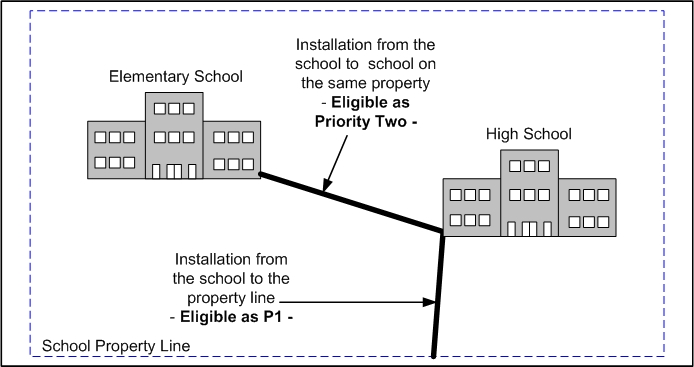 Installation from the
school to  school on
the same property
- Eligible as
Priority Two -
Elementary School
High School
Installation from
the school to the
property line
- Eligible as P1 -
School Property Line